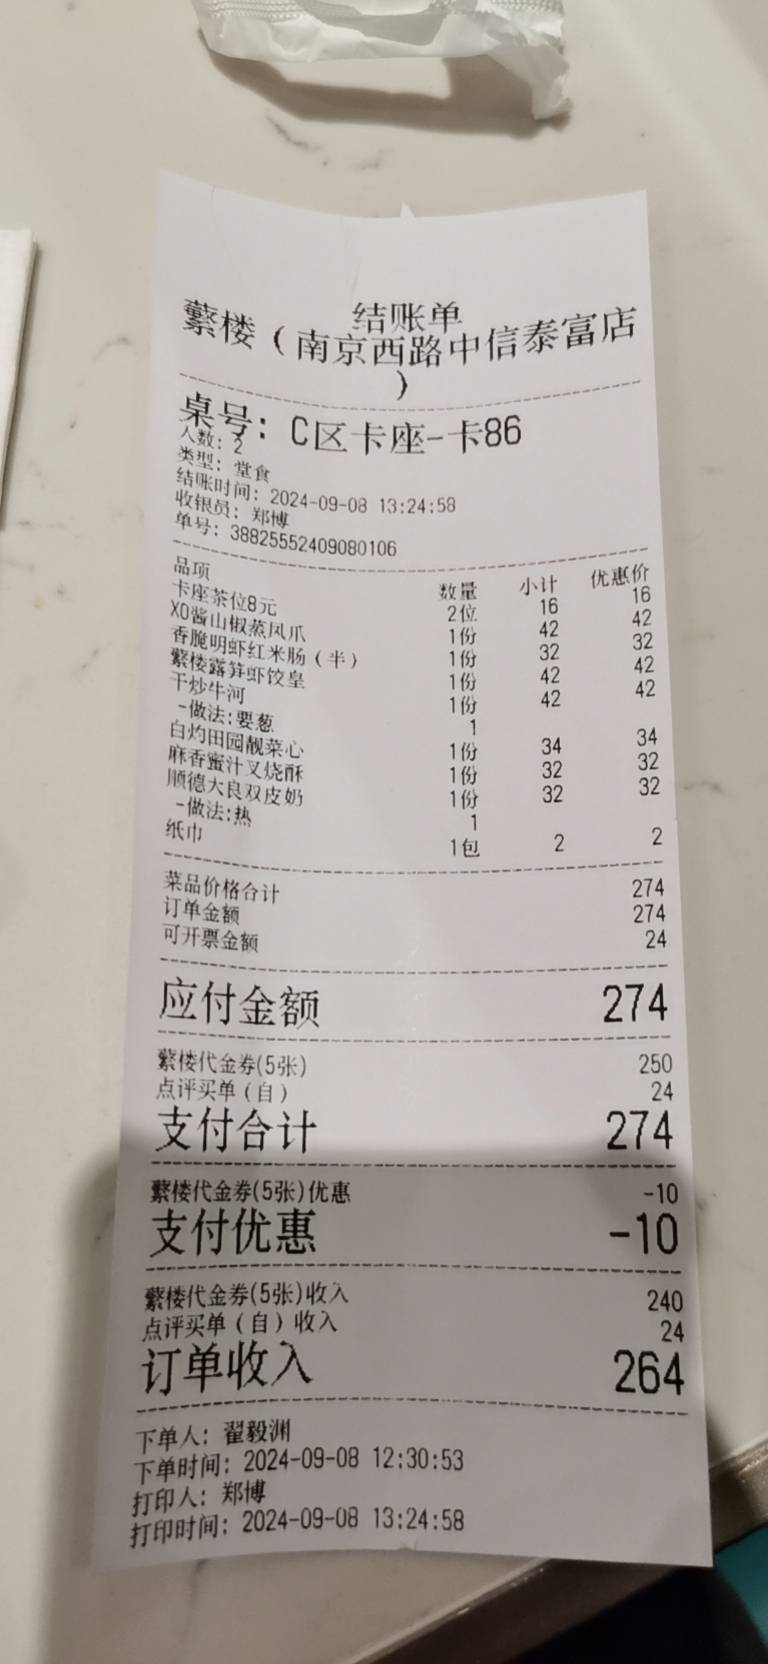 结账单
蘩楼（南京西路中信泰富店
）
桌号: C区卡座-卡86
人数: 2
类型: 堂食
结账时间: 2024-09-08 13:24:58
收银员: 郑博
单号: 38825552409080106
品项 数量 小计 优惠价
卡座茶位8元 2位 16 16
XO酱山椒蒸凤爪 1份 42 42
香脆明虾红米肠（半） 1份 32 32
蘩楼露笋虾饺皇 1份 42 42
干炒牛河 1份 42 42
-做法:要葱 1
白灼田园靓菜心 1份 34 34
麻香蜜汁叉烧酥 1份 32 32
顺德大良双皮奶 1份 32 32
-做法:热 1
纸巾 1包 2 2
菜品价格合计 274
订单金额 274
可开票金额 24
应付金额 274
蘩楼代金券(5张) 250
点评买单（自） 24
支付合计 274
蘩楼代金券(5张)优惠 -10
支付优惠 -10
蘩楼代金券(5张)收入 240
点评买单（自）收入 24
订单收入 264
下单人: 翟毅渊
下单时间: 2024-09-08 12:30:53
打印人: 郑博
打印时间: 2024-09-08 13:24:58